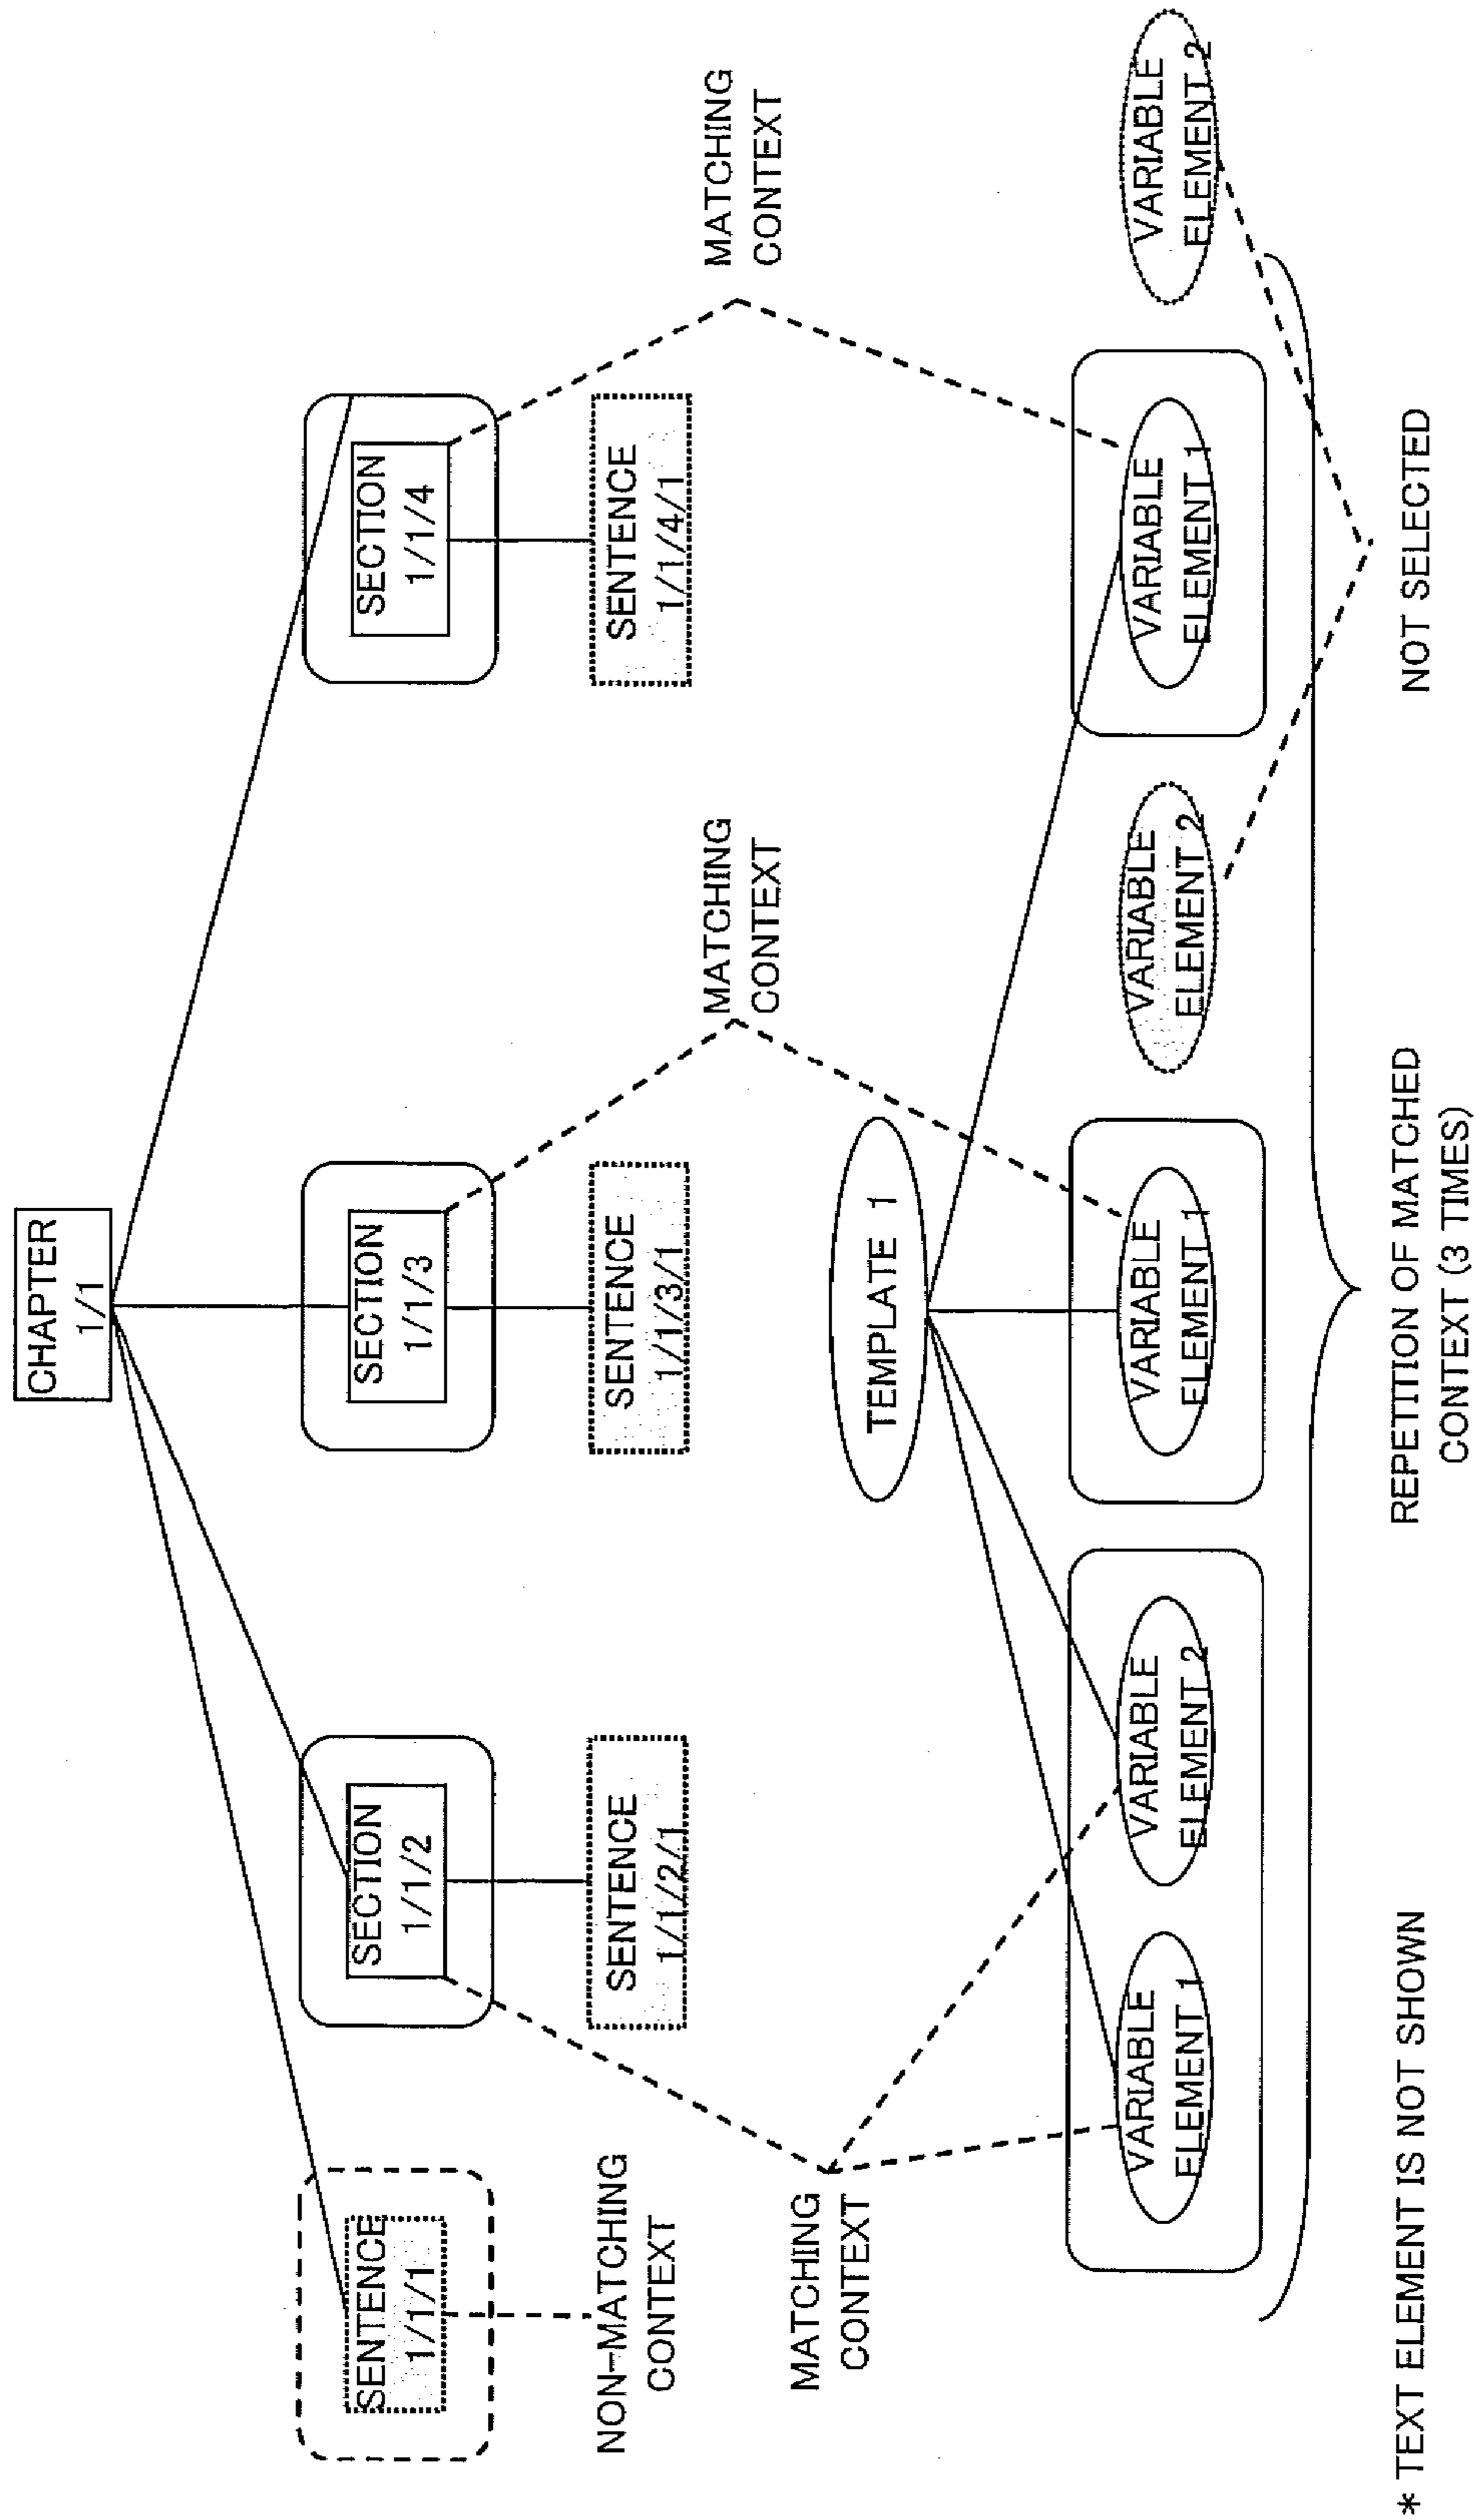 CHAPTER
1/1
SENTENCE
1/1/1
SECTION
1/1/2
SECTION
1/1/3
SECTION
1/1/4
NON-MATCHING
CONTEXT
SENTENCE
1/1/2/1
SENTENCE
1/1/3/1
SENTENCE
1/1/4/1
MATCHING
CONTEXT
MATCHING
CONTEXT
MATCHING
CONTEXT
TEMPLATE 1
VARIABLE
ELEMENT 1
VARIABLE
ELEMENT 2
VARIABLE
ELEMENT 1
VARIABLE
ELEMENT 2
VARIABLE
ELEMENT 1
VARIABLE
ELEMENT 2
* TEXT ELEMENT IS NOT SHOWN
REPETITION OF MATCHED
CONTEXT (3 TIMES)
NOT SELECTED